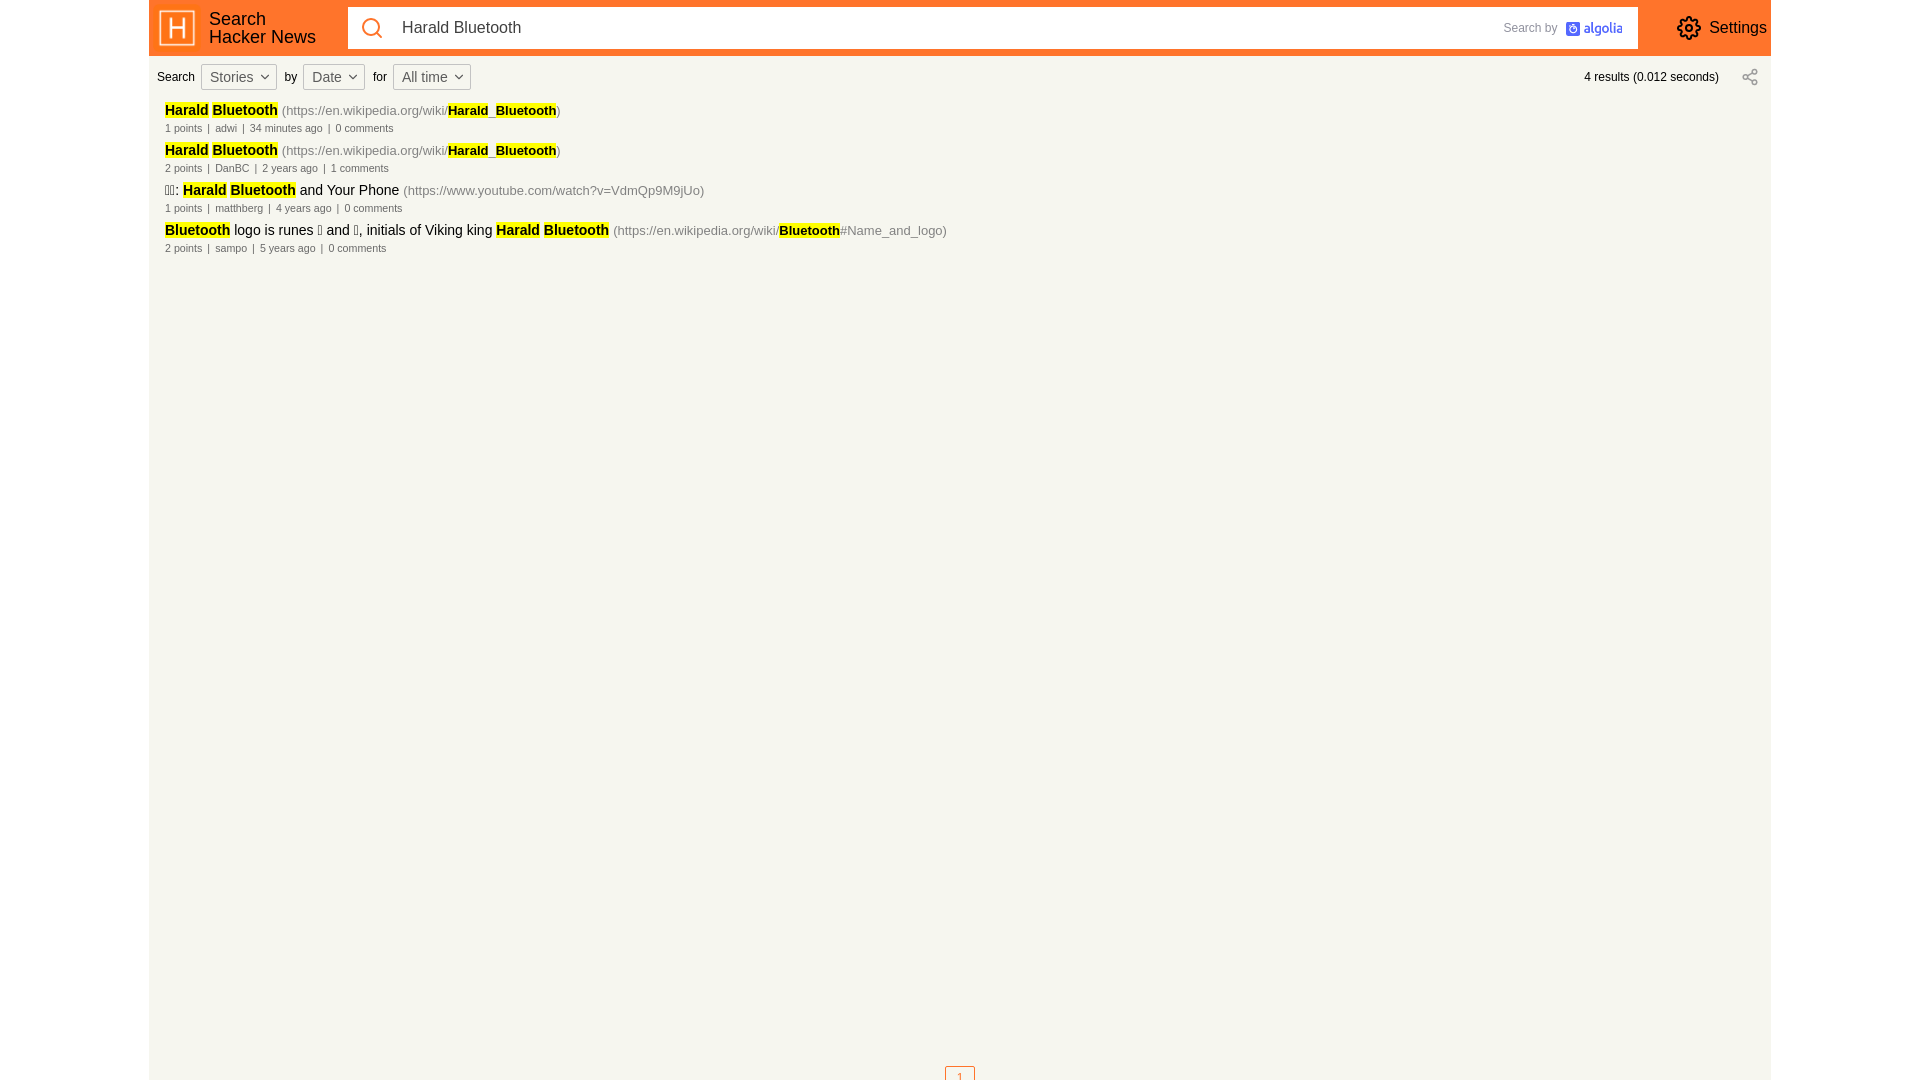 H
Search
Hacker News
Harald Bluetooth
Search by algolia
Settings
Search Stories by Date for All time
4 results (0.012 seconds)
Harald Bluetooth (https://en.wikipedia.org/wiki/Harald_Bluetooth)
1 points | adwi | 34 minutes ago | 0 comments
Harald Bluetooth (https://en.wikipedia.org/wiki/Harald_Bluetooth)
2 points | DanBC | 2 years ago | 1 comments
: Harald Bluetooth and Your Phone (https://www.youtube.com/watch?v=VdmQp9M9jUo)
1 points | matthberg | 4 years ago | 0 comments
Bluetooth logo is runes and , initials of Viking king Harald Bluetooth (https://en.wikipedia.org/wiki/Bluetooth#Name_and_logo)
2 points | sampo | 5 years ago | 0 comments
1